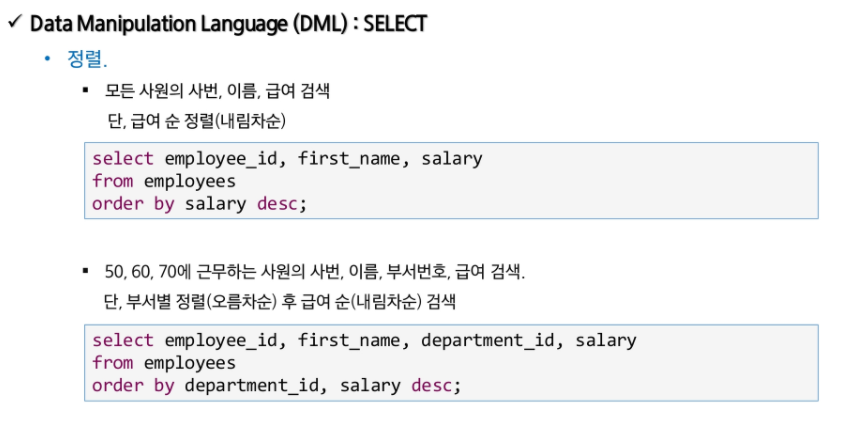 ✓ Data Manipulation Language (DML) : SELECT
• 정렬.
▪ 모든 사원의 사번, 이름, 급여 검색
단, 급여 순 정렬(내림차순)
select employee_id, first_name, salary
from employees
order by salary desc;
▪ 50, 60, 70에 근무하는 사원의 사번, 이름, 부서번호, 급여 검색.
단, 부서별 정렬(오름차순) 후 급여 순(내림차순) 검색
select employee_id, first_name, department_id, salary
from employees
order by department_id, salary desc;